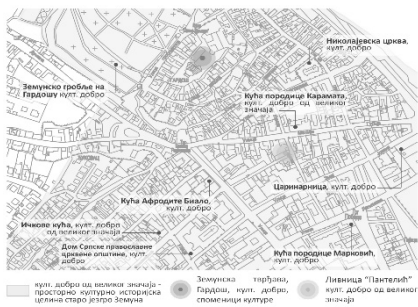 Николајевска црква,
култ. добро
Земунско гробље на
Гардошу култ. добро
Кућа породице Карамата,
култ. добро од великог
значаја
Царинарница, култ. добро
Кућа Афродите Биало,
култ. добро
Ичкова кућа, култ. добро
од великог значаја
Дом Српске православне
црквене општине, култ.
добро
Кућа породице Марковић,
култ. добро
култ. добро од великог значаја -
просторно културно историјска
целина старо језгро Земуна
Земунска тврђава,
Гардош, култ. добро,
споменици културе
Ливница "Пантелић"
култ. добро од великог
значаја